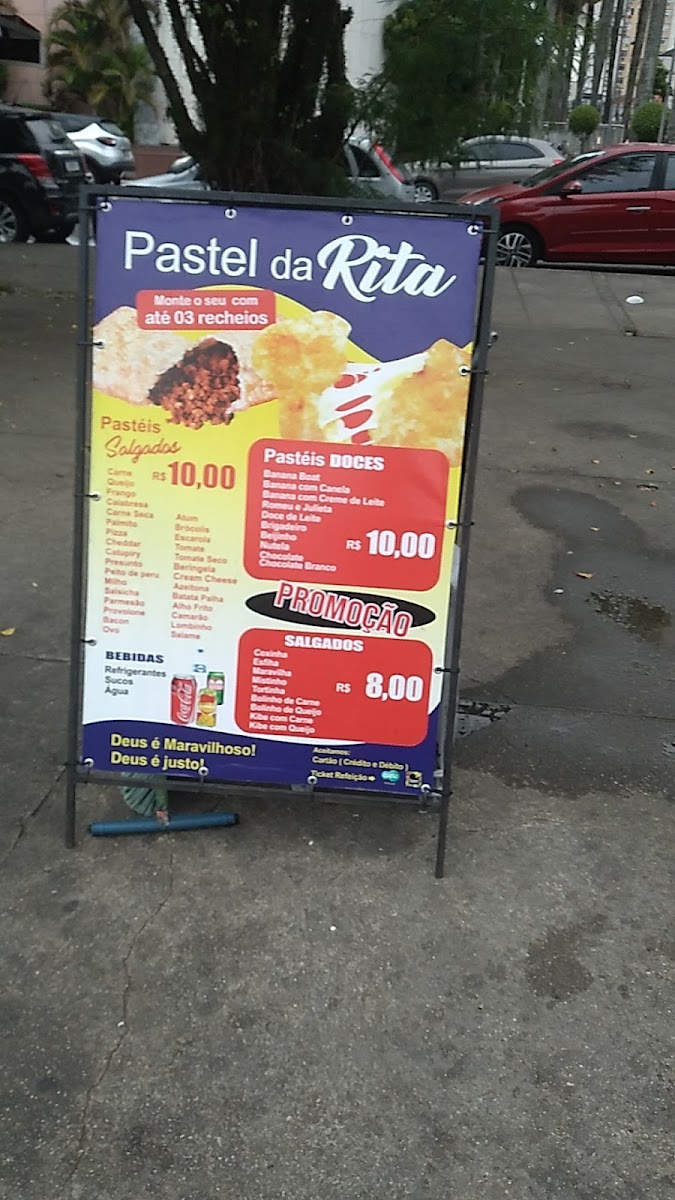 Pastel da Rita
Monte o seu com
até 03 recheios
Pastéis
Salgados
R$ 10,00
Carne
Queijo
Frango
Calabresa
Carne Seca
Palmito
Pizza
Cheddar
Catupiry
Presunto
Peito de peru
Milho
Salsicha
Parmesão
Provolone
Bacon
Ovo
Atum
Brócolis
Escarola
Tomate
Tomate Seco
Beringela
Cream Cheese
Azeitona
Batata Palha
Alho Frito
Camarão
Lombinho
Salame
Pastéis DOCES
Banana Boat
Banana com Canela
Banana com Creme de Leite
Romeu e Julieta
Doce de Leite
Brigadeiro
Beijinho
Nutela
Chocolate
Chocolate Branco
R$ 10,00
PROMOÇÃO
SALGADOS
Coxinha
Esfiha
Maravilha
Mistinho
Tortinha
Bolinho de Carne
Bolinho de Queijo
Kibe com Carne
Kibe com Queijo
R$ 8,00
BEBIDAS
Refrigerantes
Sucos
Água
Coca-Cola
Deus é Maravilhoso!
Deus é justo!
Aceitamos:
Cartão ( Crédito e Débito )
Ticket Refeição